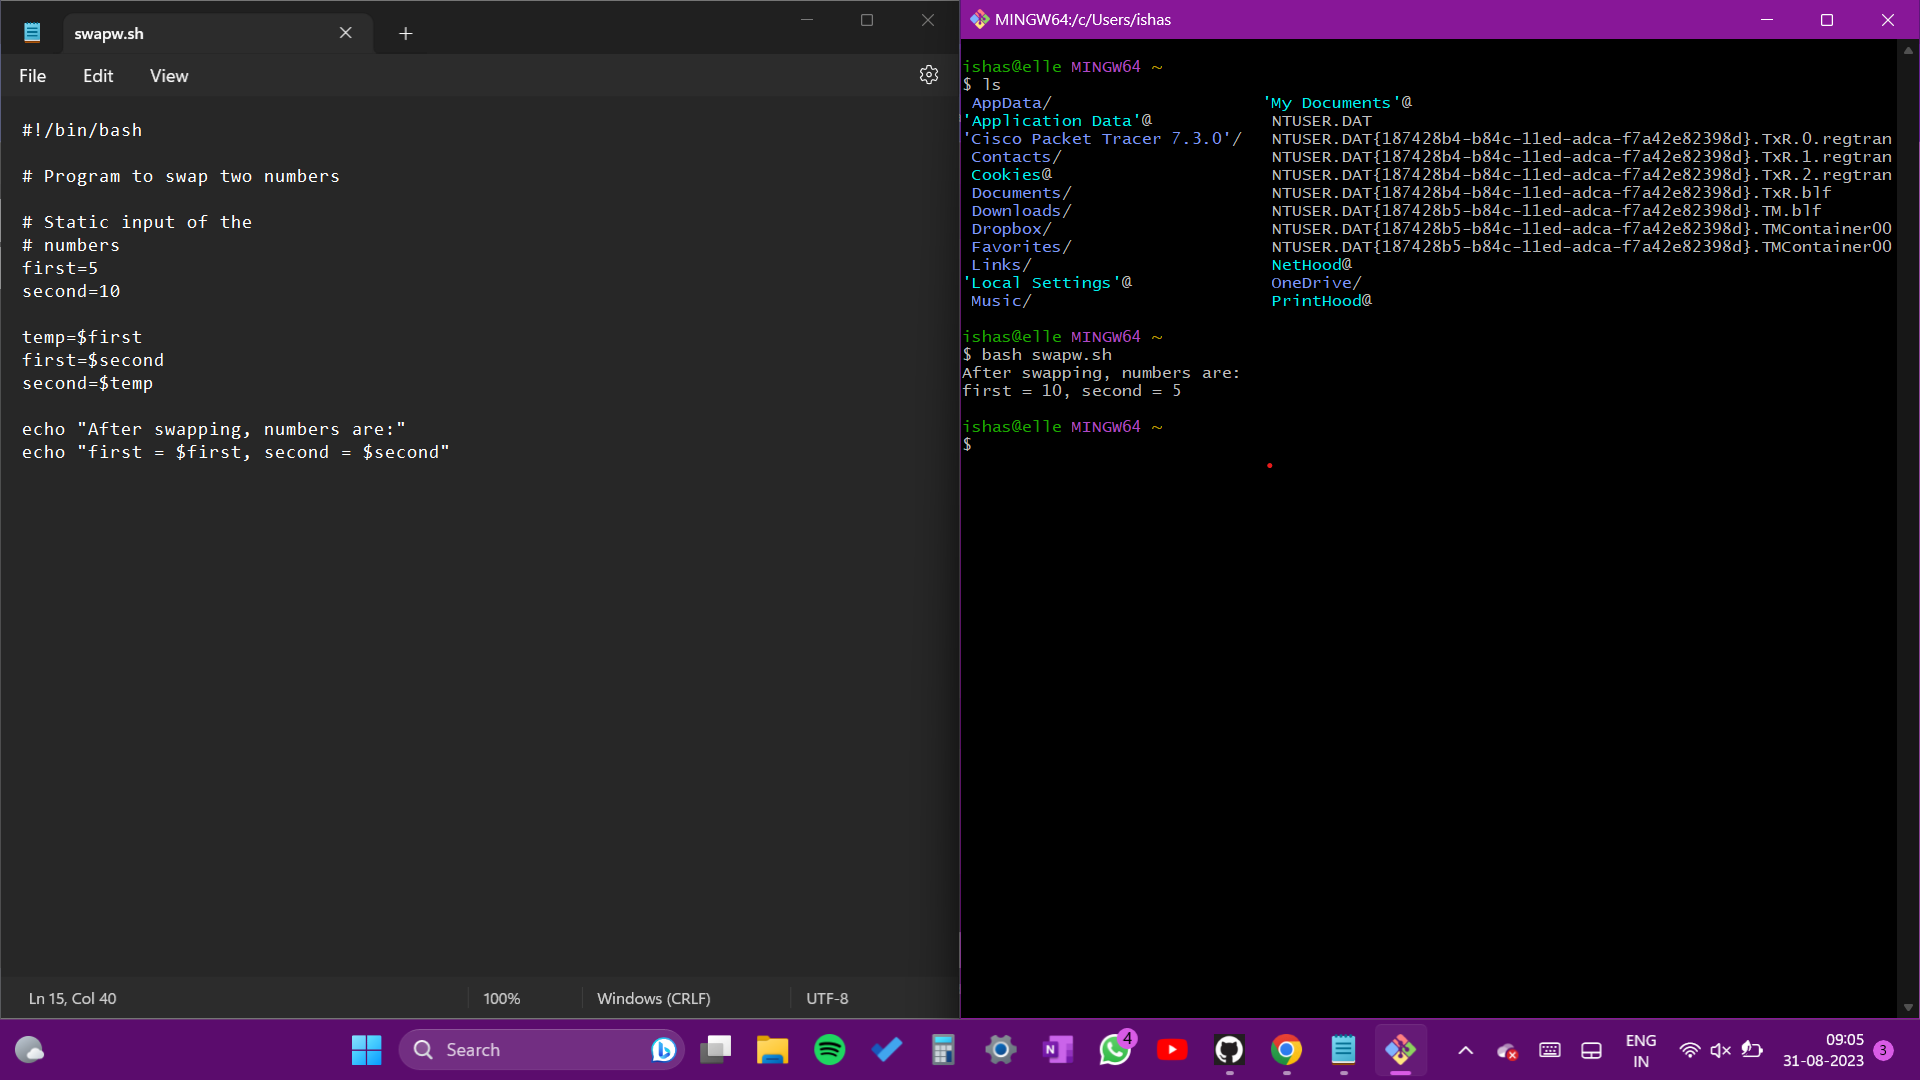 swapw.sh
File Edit View
#!/bin/bash
# Program to swap two numbers
# Static input of the
# numbers
first=5
second=10
temp=$first
first=$second
second=$temp
echo "After swapping, numbers are:"
echo "first = $first, second = $second"
Ln 15, Col 40 100% Windows (CRLF) UTF-8
MINGW64:/c/Users/ishas
ishas@elle MINGW64 ~
$ ls
AppData/ 'My Documents'@
'Application Data'@ NTUSER.DAT
'Cisco Packet Tracer 7.3.0'/ NTUSER.DAT{187428b4-b84c-11ed-adca-f7a42e82398d}.TxR.0.regtran
Contacts/ NTUSER.DAT{187428b4-b84c-11ed-adca-f7a42e82398d}.TxR.1.regtran
Cookies@ NTUSER.DAT{187428b4-b84c-11ed-adca-f7a42e82398d}.TxR.2.regtran
Documents/ NTUSER.DAT{187428b4-b84c-11ed-adca-f7a42e82398d}.TxR.blf
Downloads/ NTUSER.DAT{187428b5-b84c-11ed-adca-f7a42e82398d}.TM.blf
Dropbox/ NTUSER.DAT{187428b5-b84c-11ed-adca-f7a42e82398d}.TMContainer00
Favorites/ NTUSER.DAT{187428b5-b84c-11ed-adca-f7a42e82398d}.TMContainer00
Links/ NetHood@
'Local Settings'@ OneDrive/
Music/ PrintHood@
ishas@elle MINGW64 ~
$ bash swapw.sh
After swapping, numbers are:
first = 10, second = 5
ishas@elle MINGW64 ~
$
Search
4
ENG
IN
09:05
31-08-2023
3